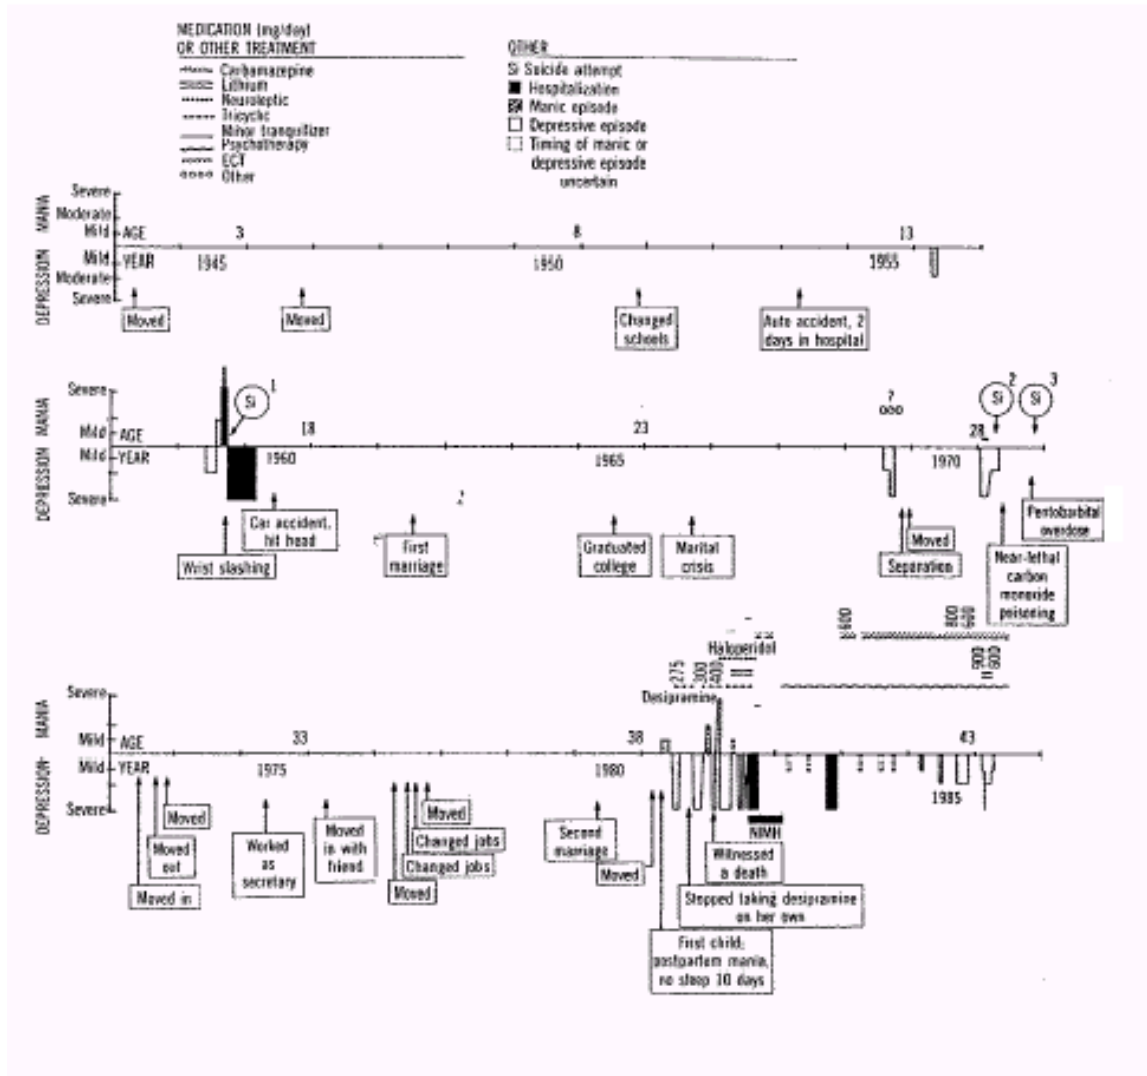 MEDICATION (mg/day)
OR OTHER TREATMENT
Carbamazepine
Lithium
Neuroleptic
Tricyclic
Minor tranquilizer
Psychotherapy
ECT
Other
OTHER
Si Suicide attempt
Hospitalization
Manic episode
Depressive episode
Timing of manic or
depressive episode
uncertain
DEPRESSION MANIA
Severe
Moderate
Mild
Mild
Moderate
Severe
AGE 3 8 13
YEAR 1945 1950 1955
Moved
Moved
Changed
schools
Auto accident, 2
days in hospital
DEPRESSION MANIA
Severe
Mild
Mild
Severe
Si 1
?
Si 2
Si 3
AGE 18 23 28
YEAR 1960 1965 1970
?
Wrist slashing
Car accident,
hit head
First
marriage
Graduated
college
Marital
crisis
Separation
Moved
Near-lethal
carbon
monoxide
poisoning
Pentobarbital
overdose
DEPRESSION MANIA
Severe
Mild
Mild
Severe
Desipramine
275
300
400
Haloperidol
600
800
600
900
600
AGE 33 38 43
YEAR 1975 1980 1985
Moved in
Moved
out
Moved
Worked
as
secretary
Moved
in with
friend
Moved
Changed jobs
Changed jobs
Moved
Second
marriage
Moved
NIMH
Witnessed
a death
Stopped taking desipramine
on her own
First child;
postpartem mania,
no sleep 10 days